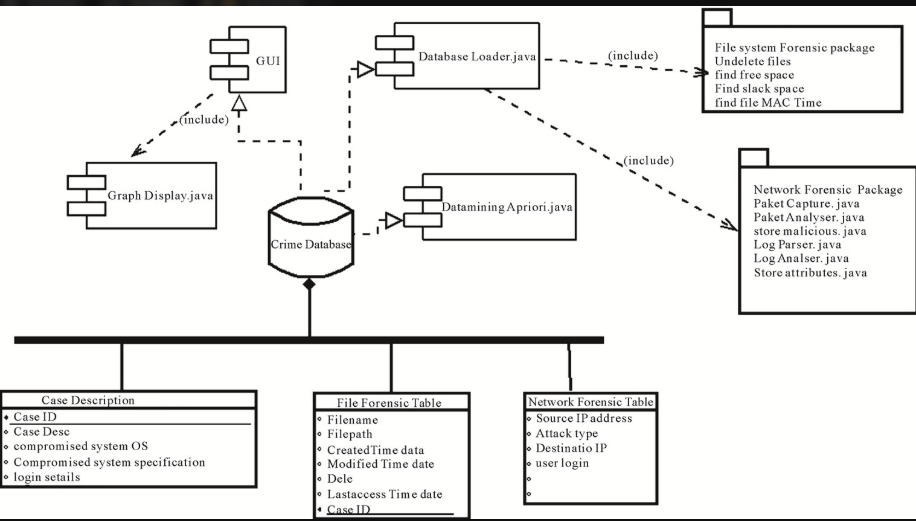 GUI
Database Loader.java
(include)
File system Forensic package
Undelete files
find free space
Find slack space
find file MAC Time
(include)
Graph Display.java
(include)
Network Forensic Package
Paket Capture. java
Paket Analyser. java
store malicious. java
Log Parser. java
Log Analser. java
Store attributes. java
Datamining Apriori.java
Crime Database
Case Description
Case ID
Case Desc
compromised system OS
Compromised system specification
login setails
File Forensic Table
Filename
Filepath
CreatedTime data
Modified Time date
Dele
Lastaccess Time date
Case ID
Network Forensic Table
Source IP address
Attack type
Destinatio IP
user login